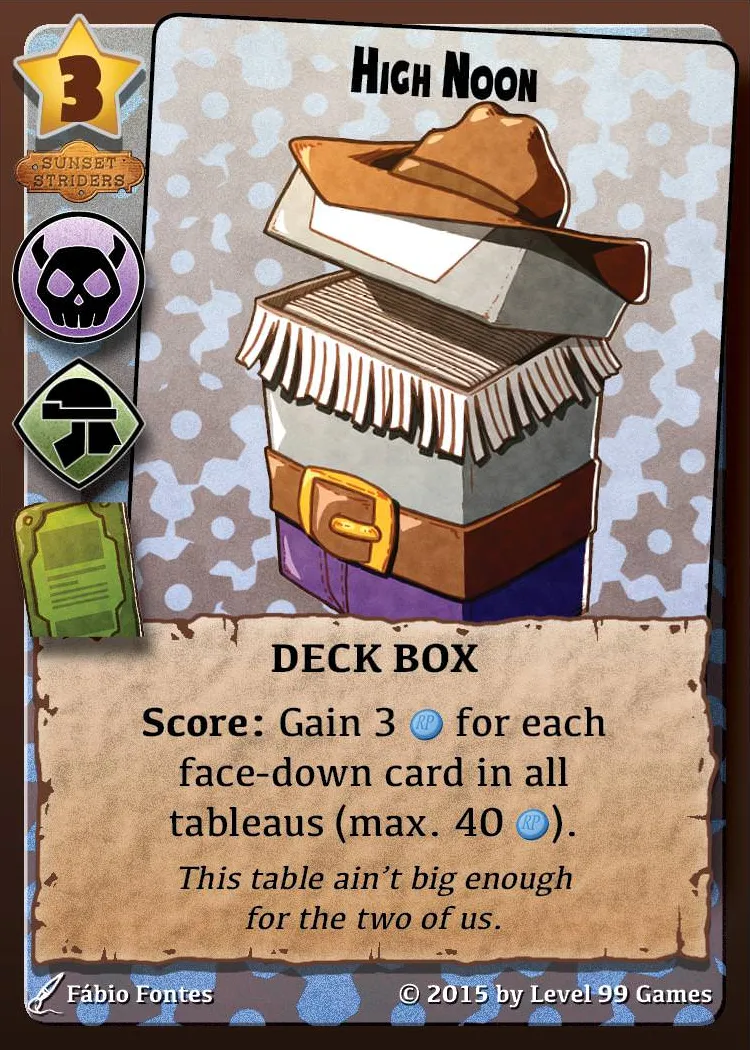 3
HIGH NOON
SUNSET
STRIDERS
DECK BOX
Score: Gain 3 RP for each
face-down card in all
tableaus (max. 40 RP).
This table ain't big enough
for the two of us.
Fábio Fontes
© 2015 by Level 99 Games